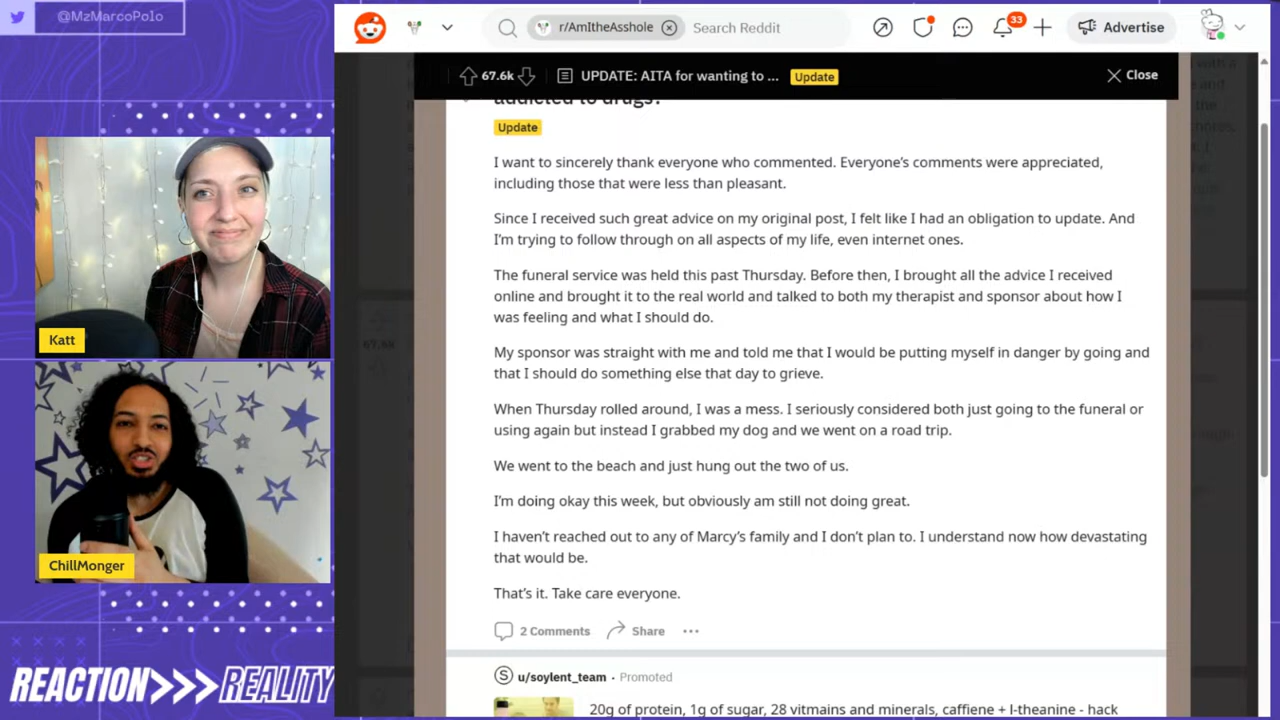 @MzMarcoPolo
r/AmItheAsshole
Search Reddit
33
Advertise
67.6k
UPDATE: AITA for wanting to ...
Update
Close
addicted to drugs?
Update
I want to sincerely thank everyone who commented. Everyone's comments were appreciated,
including those that were less than pleasant.
Since I received such great advice on my original post, I felt like I had an obligation to update. And
I'm trying to follow through on all aspects of my life, even internet ones.
The funeral service was held this past Thursday. Before then, I brought all the advice I received
online and brought it to the real world and talked to both my therapist and sponsor about how I
was feeling and what I should do.
My sponsor was straight with me and told me that I would be putting myself in danger by going and
that I should do something else that day to grieve.
When Thursday rolled around, I was a mess. I seriously considered both just going to the funeral or
using again but instead I grabbed my dog and we went on a road trip.
We went to the beach and just hung out the two of us.
I'm doing okay this week, but obviously am still not doing great.
I haven't reached out to any of Marcy's family and I don't plan to. I understand now how devastating
that would be.
That's it. Take care everyone.
2 Comments
Share
u/soylent_team • Promoted
20g of protein, 1g of sugar, 28 vitmains and minerals, caffiene + l-theanine - hack
Katt
ChillMonger
REACTION>>>REALITY